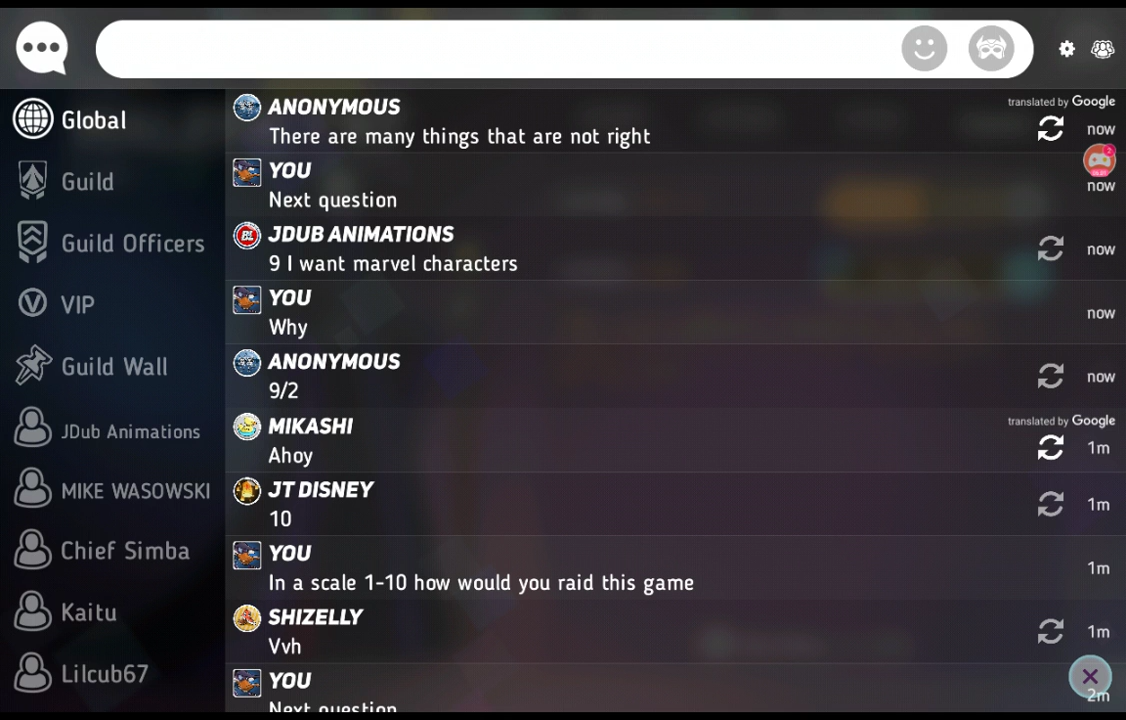 Global
Guild
Guild Officers
VIP
Guild Wall
JDub Animations
MIKE WASOWSKI
Chief Simba
Kaitu
Lilcub67
ANONYMOUS
translated by Google
There are many things that are not right
now
YOU
Next question
now
JDUB ANIMATIONS
9 I want marvel characters
now
YOU
Why
now
ANONYMOUS
9/2
now
MIKASHI
translated by Google
Ahoy
1m
JT DISNEY
10
1m
YOU
In a scale 1-10 how would you raid this game
1m
SHIZELLY
Vvh
1m
YOU
Next question
2m